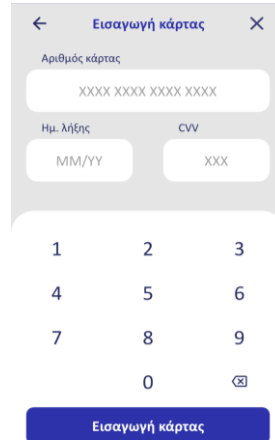 Εισαγωγή κάρτας
Αριθμός κάρτας
XXXX XXXX XXXX XXXX
Ημ. λήξης CVV
MM/YY XXX
1 2 3
4 5 6
7 8 9
0
Εισαγωγή κάρτας